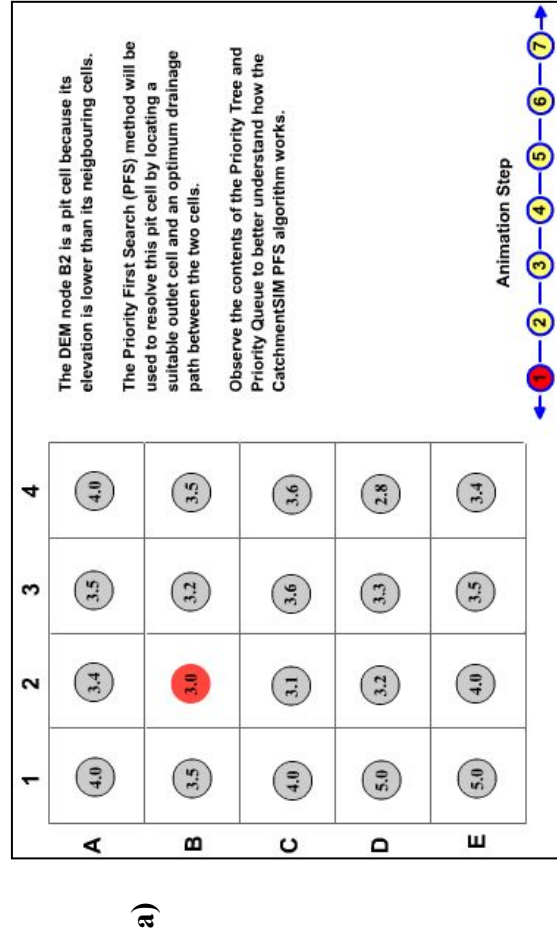 a)
1 2 3 4
A 4.0 3.4 3.5 4.0
B 3.5 3.0 3.2 3.5
C 4.0 3.1 3.6 3.6
D 5.0 3.2 3.3 2.8
E 5.0 4.0 3.5 3.4
The DEM node B2 is a pit cell because its
elevation is lower than its neigbouring cells.
The Priority First Search (PFS) method will be
used to resolve this pit cell by locating a
suitable outlet cell and an optimum drainage
path between the two cells.
Observe the contents of the Priority Tree and
Priority Queue to better understand how the
CatchmentSIM PFS algorithm works.
Animation Step
1 2 3 4 5 6 7